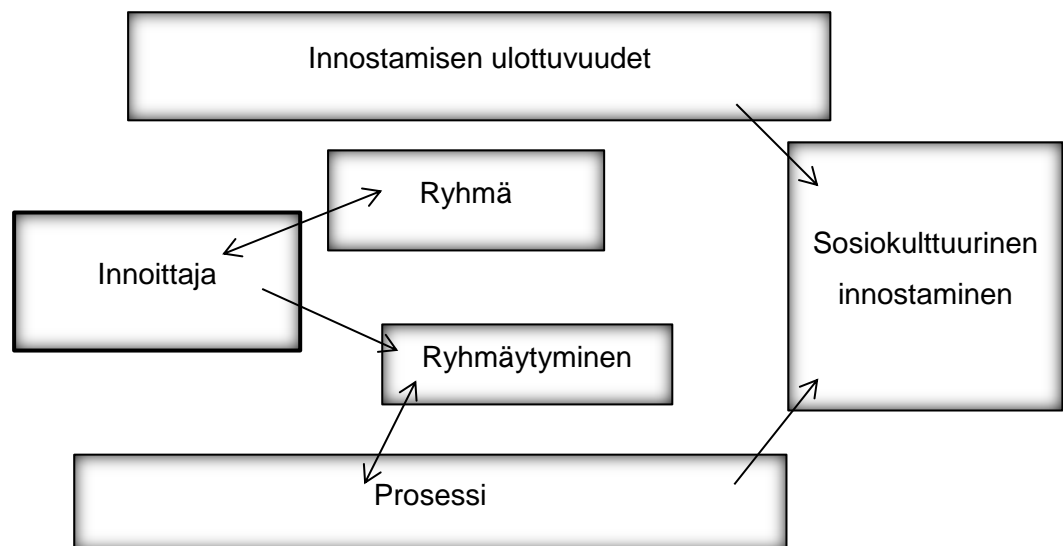 Innostamisen ulottuvuudet
Ryhmä
Innoittaja
Sosiokulttuurinen
innostaminen
Ryhmäytyminen
Prosessi